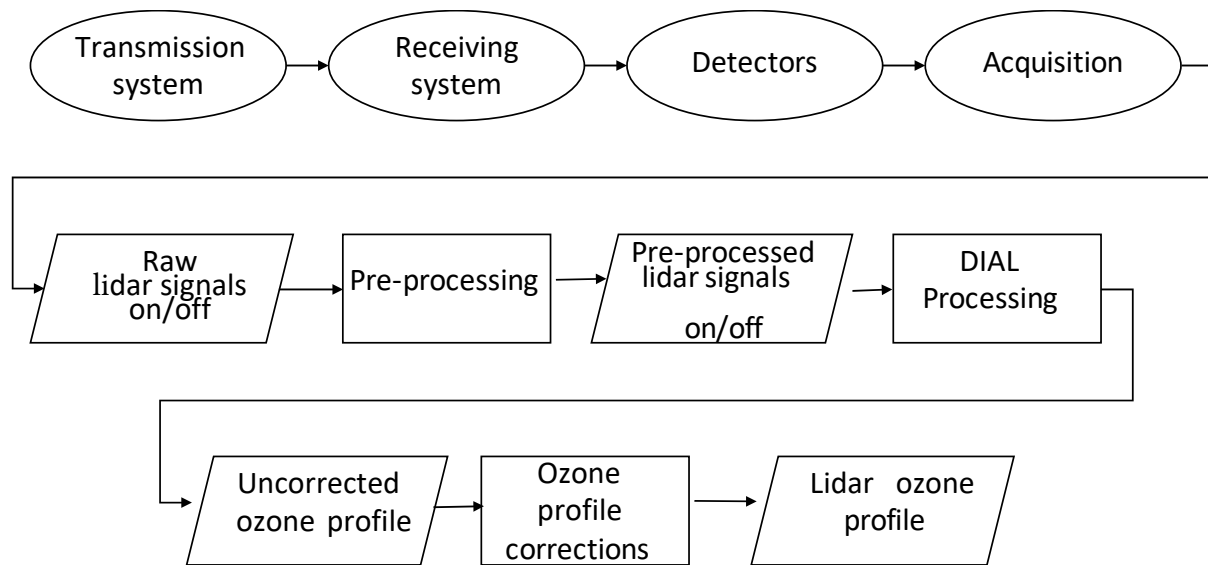 Transmission
system
Receiving
system
Detectors
Acquisition
Raw
lidar signals
on/off
Pre-processing
Pre-processed
lidar signals
on/off
DIAL
Processing
Uncorrected
ozone profile
Ozone
profile
corrections
Lidar ozone
profile